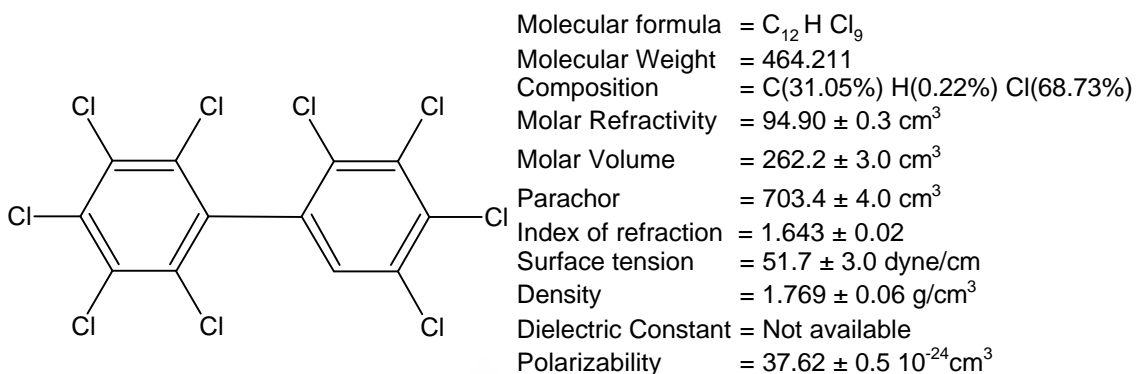 Molecular formula = C12 H Cl9
Molecular Weight = 464.211
Composition = C(31.05%) H(0.22%) Cl(68.73%)
Molar Refractivity = 94.90 ± 0.3 cm3
Molar Volume = 262.2 ± 3.0 cm3
Parachor = 703.4 ± 4.0 cm3
Index of refraction = 1.643 ± 0.02
Surface tension = 51.7 ± 3.0 dyne/cm
Density = 1.769 ± 0.06 g/cm3
Dielectric Constant = Not available
Polarizability = 37.62 ± 0.5 10-24cm3
Cl Cl Cl Cl
Cl Cl
Cl Cl Cl